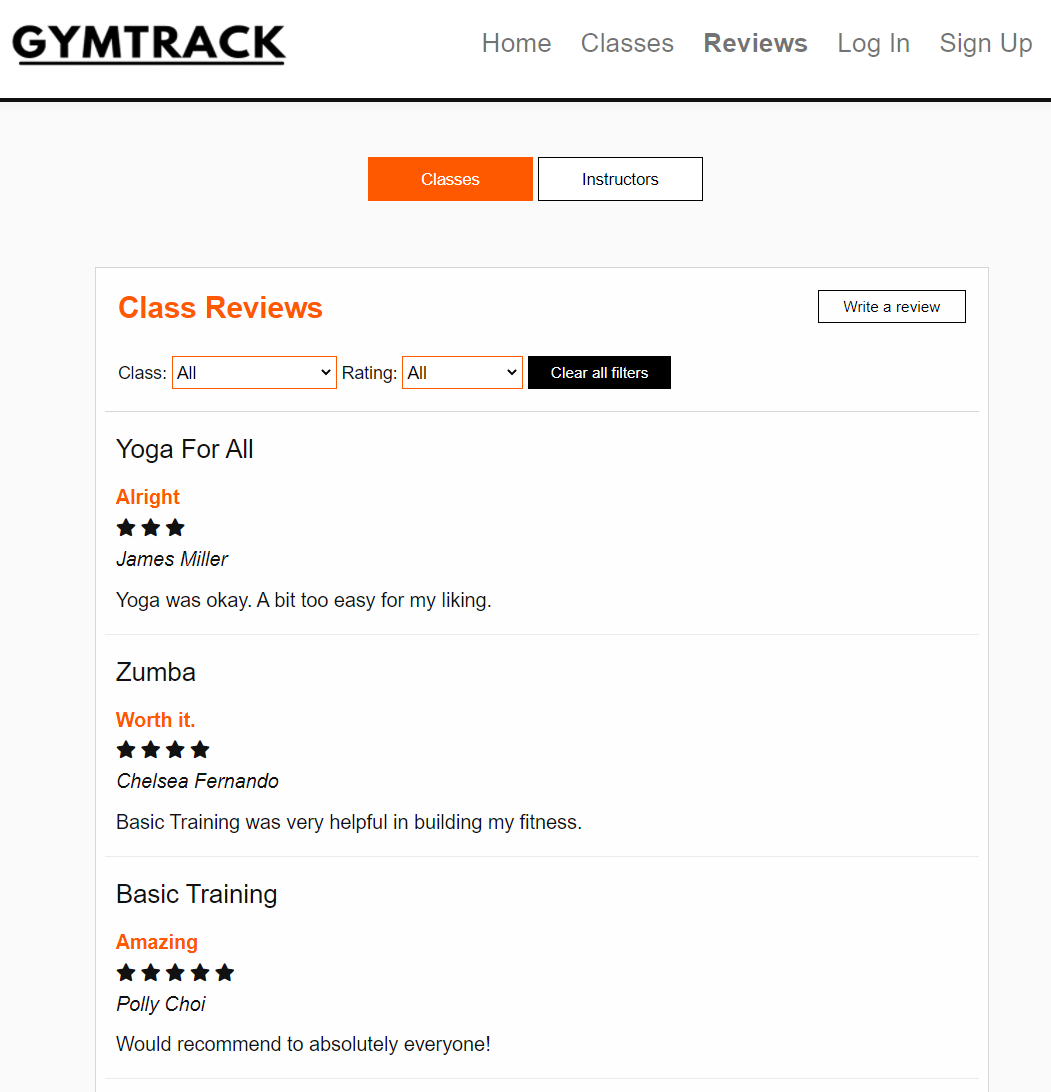 GYMTRACK
Home Classes Reviews Log In Sign Up
Classes Instructors
Class Reviews
Write a review
Class: All Rating: All Clear all filters
Yoga For All
Alright
James Miller
Yoga was okay. A bit too easy for my liking.
Zumba
Worth it.
Chelsea Fernando
Basic Training was very helpful in building my fitness.
Basic Training
Amazing
Polly Choi
Would recommend to absolutely everyone!